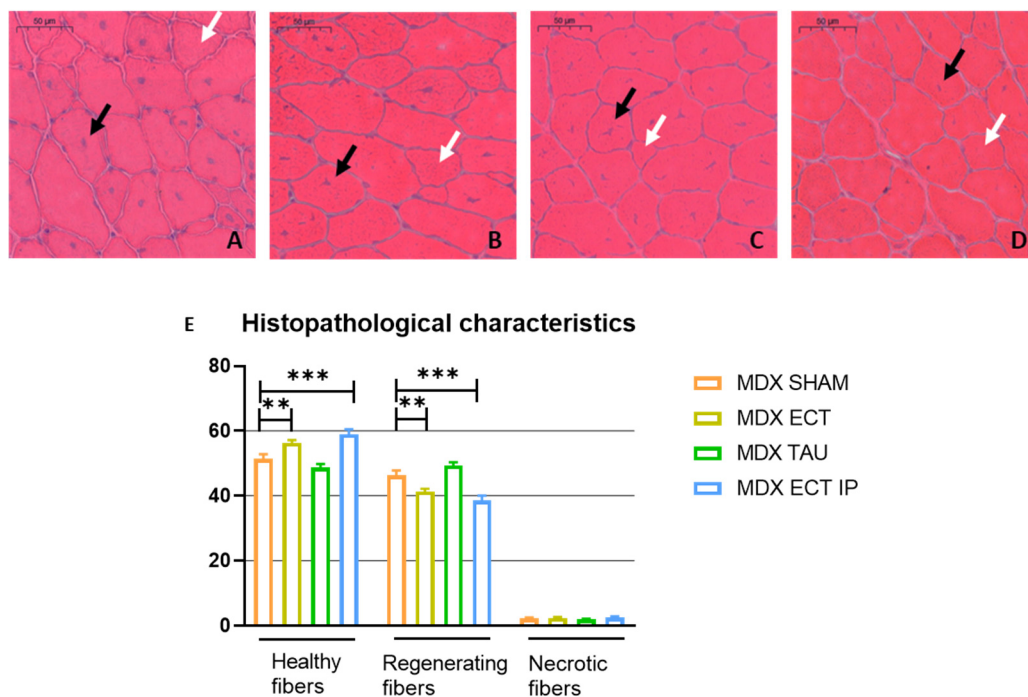 50 μm
50 μm
50 μm
50 μm
A
B
C
D
E
Histopathological characteristics
80
60
40
20
0
***
**
***
**
Healthy
fibers
Regenerating
fibers
Necrotic
fibers
MDX SHAM
MDX ECT
MDX TAU
MDX ECT IP